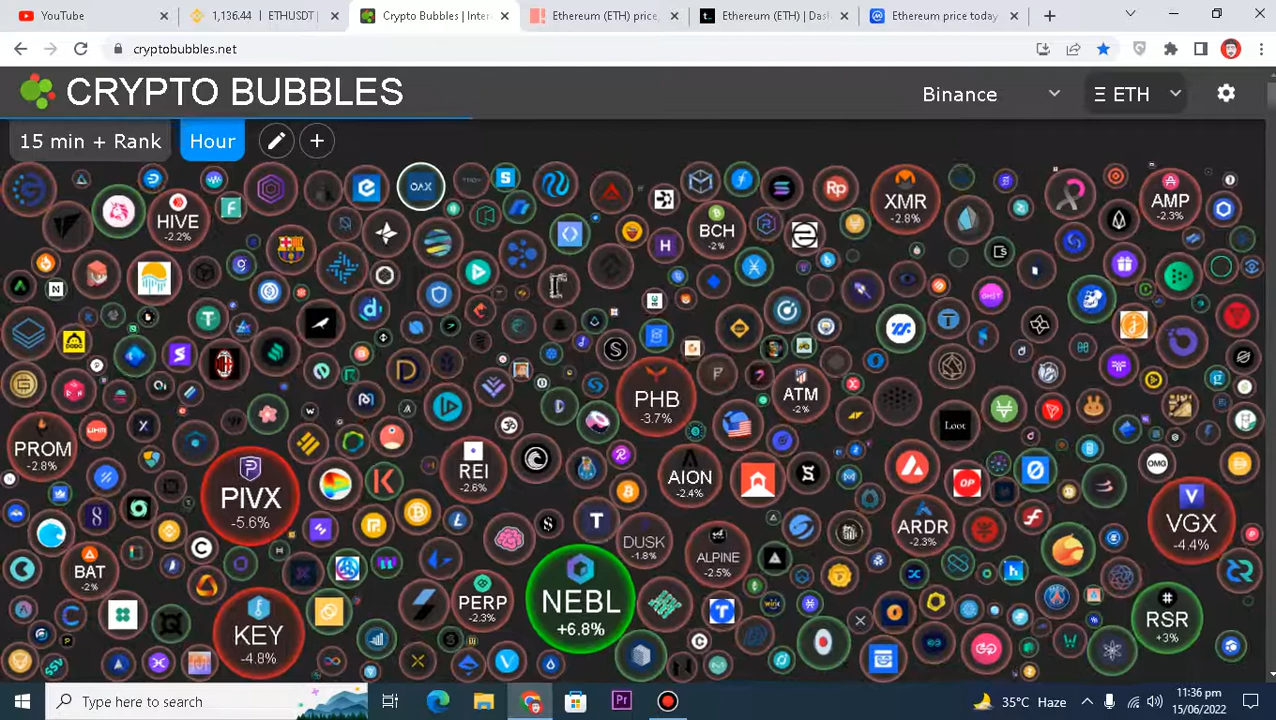 YouTube
1,136.44 | ETHUSDT |
Crypto Bubbles | Inter
Ethereum (ETH) price,
Ethereum (ETH) | Das
Ethereum price today
cryptobubbles.net
CRYPTO BUBBLES
Binance
Ξ ETH
15 min + Rank
Hour
OAX
HIVE
-2.2%
BCH
-2%
XMR
-2.8%
AMP
-2.3%
PHB
-3.7%
ATM
-2%
Loot
PROM
-2.8%
PIVX
-5.6%
REI
-2.6%
AION
-2.4%
OP
OMG
BAT
-2%
DUSK
-1.8%
ALPINE
-2.5%
ARDR
-2.3%
VGX
-4.4%
KEY
-4.8%
PERP
-2.3%
NEBL
+6.8%
RSR
+3%
Type here to search
35°C Haze
11:36 pm
15/06/2022